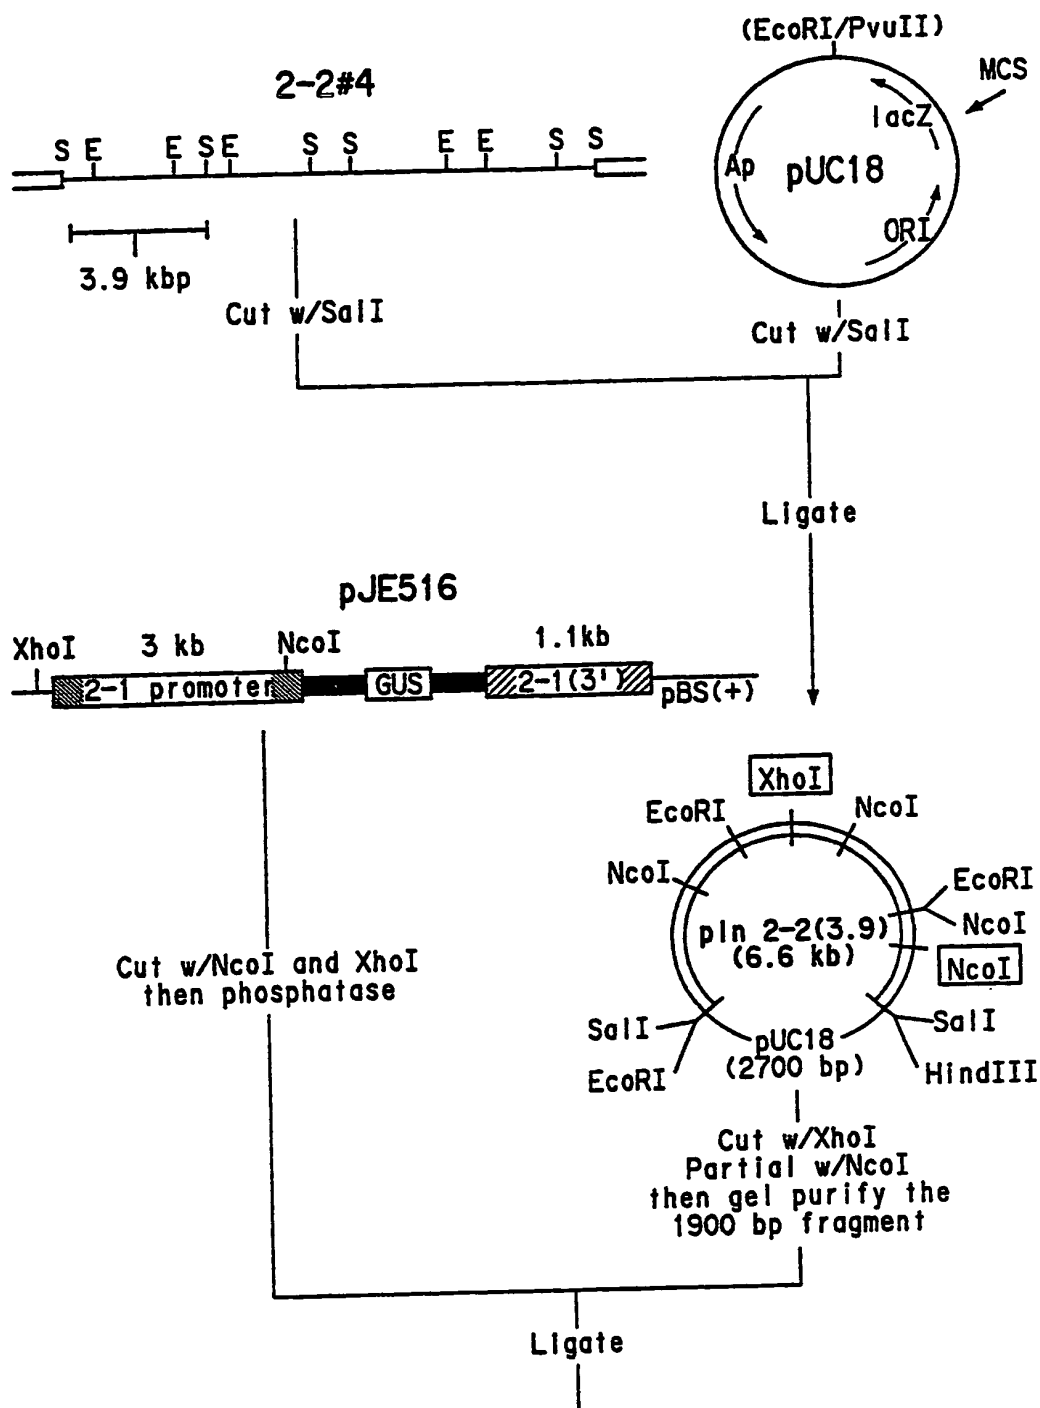 (EcoRI/PvuII)
MCS
2-2#4
S E E S E S S E E S S
lacZ
Ap
pUC18
ORI
3.9 kbp
Cut w/SalI
Cut w/SalI
Ligate
pJE516
XhoI 3 kb NcoI 1.1kb
2-1 promoter GUS 2-1(3')
pBS(+)
XhoI
EcoRI NcoI
NcoI EcoRI
NcoI
pin 2-2(3.9)
(6.6 kb)
NcoI
Cut w/NcoI and XhoI
then phosphatase
SalI SalI
pUC18
(2700 bp)
EcoRI HindIII
Cut w/XhoI
Partial w/NcoI
then gel purify the
1900 bp fragment
Ligate